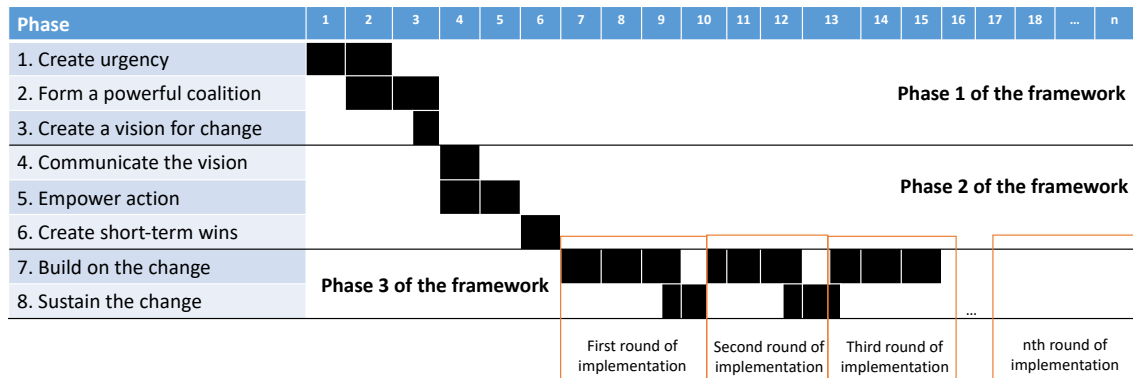 Phase 1 2 3 4 5 6 7 8 9 10 11 12 13 14 15 16 17 18 ... n
1. Create urgency
2. Form a powerful coalition
Phase 1 of the framework
3. Create a vision for change
4. Communicate the vision
5. Empower action
Phase 2 of the framework
6. Create short-term wins
7. Build on the change
Phase 3 of the framework
8. Sustain the change
...
First round of
implementation
Second round of
implementation
Third round of
implementation
nth round of
implementation